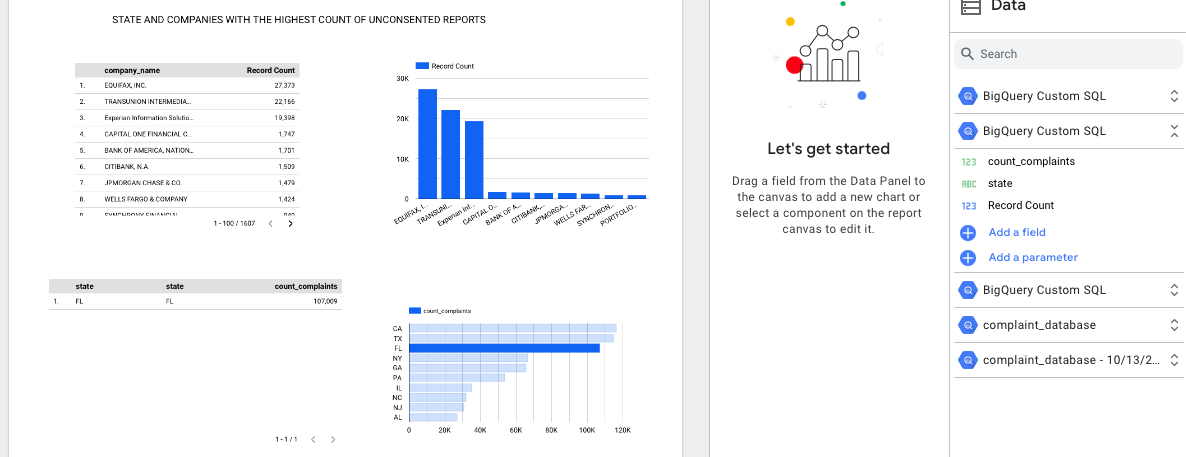 STATE AND COMPANIES WITH THE HIGHEST COUNT OF UNCONSENTED REPORTS
company_name Record Count
1. EQUIFAX, INC. 27,373
2. TRANSUNION INTERMEDIA... 22,166
3. Experian Information Solutio... 19,398
4. CAPITAL ONE FINANCIAL C... 1,747
5. BANK OF AMERICA, NATION... 1,701
6. CITIBANK, N.A. 1,509
7. JPMORGAN CHASE & CO. 1,479
8. WELLS FARGO & COMPANY 1,424
1 - 100 / 1607
Record Count
30K
20K
10K
0
EQUIFAX, I...
TRANSUNI...
Experian Inf...
CAPITAL O...
BANK OF A...
CITIBANK,...
JPMORGA...
WELLS FAR...
SYNCHRON...
PORTFOLIO...
state state count_complaints
1. FL FL 107,009
1 - 1 / 1
count_complaints
CA
TX
FL
NY
GA
PA
IL
NC
NJ
AL
0 20K 40K 60K 80K 100K 120K
Let's get started
Drag a field from the Data Panel to
the canvas to add a new chart or
select a component on the report
canvas to edit it.
Data
Search
BigQuery Custom SQL
BigQuery Custom SQL
123 count_complaints
ABC state
123 Record Count
Add a field
Add a parameter
BigQuery Custom SQL
complaint_database
complaint_database - 10/13/2...